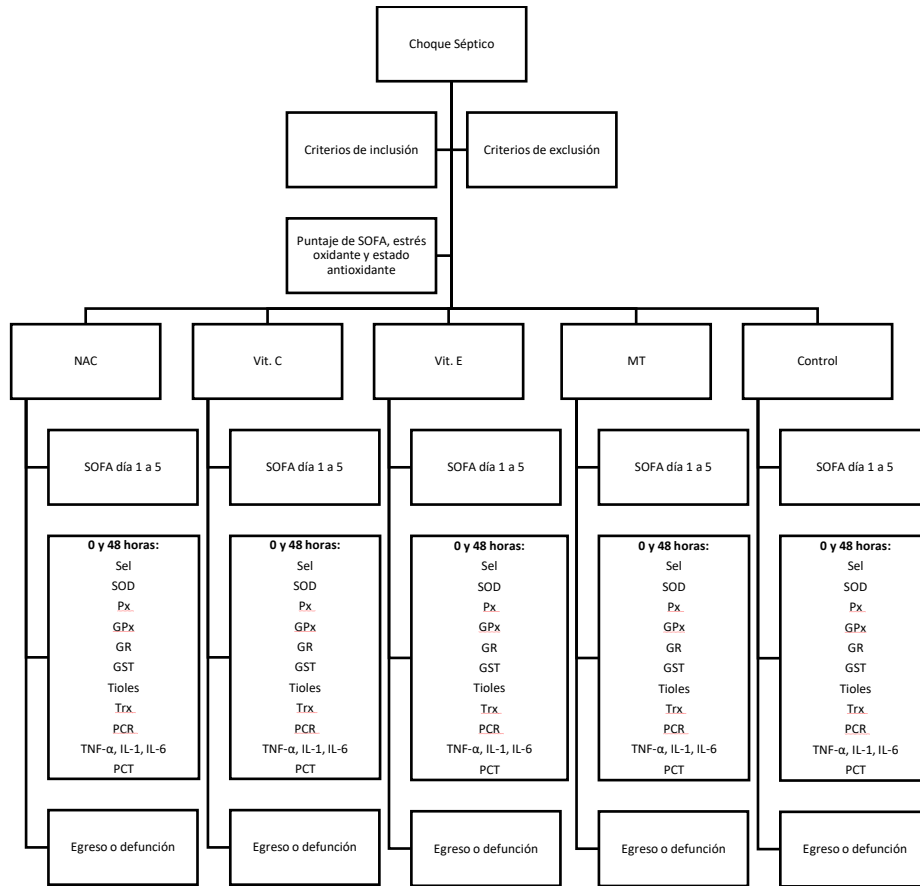 Choque Séptico
Criterios de inclusión
Criterios de exclusión
Puntaje de SOFA, estrés
oxidante y estado
antioxidante
NAC
Vit. C
Vit. E
MT
Control
SOFA día 1 a 5
SOFA día 1 a 5
SOFA día 1 a 5
SOFA día 1 a 5
SOFA día 1 a 5
0 y 48 horas:
Sel
SOD
Px
GPx
GR
GST
Tioles
Trx
PCR
TNF-α, IL-1, IL-6
PCT
0 y 48 horas:
Sel
SOD
Px
GPx
GR
GST
Tioles
Trx
PCR
TNF-α, IL-1, IL-6
PCT
0 y 48 horas:
Sel
SOD
Px
GPx
GR
GST
Tioles
Trx
PCR
TNF-α, IL-1, IL-6
PCT
0 y 48 horas:
Sel
SOD
Px
GPx
GR
GST
Tioles
Trx
PCR
TNF-α, IL-1, IL-6
PCT
0 y 48 horas:
Sel
SOD
Px
GPx
GR
GST
Tioles
Trx
PCR
TNF-α, IL-1, IL-6
PCT
Egreso o defunción
Egreso o defunción
Egreso o defunción
Egreso o defunción
Egreso o defunción